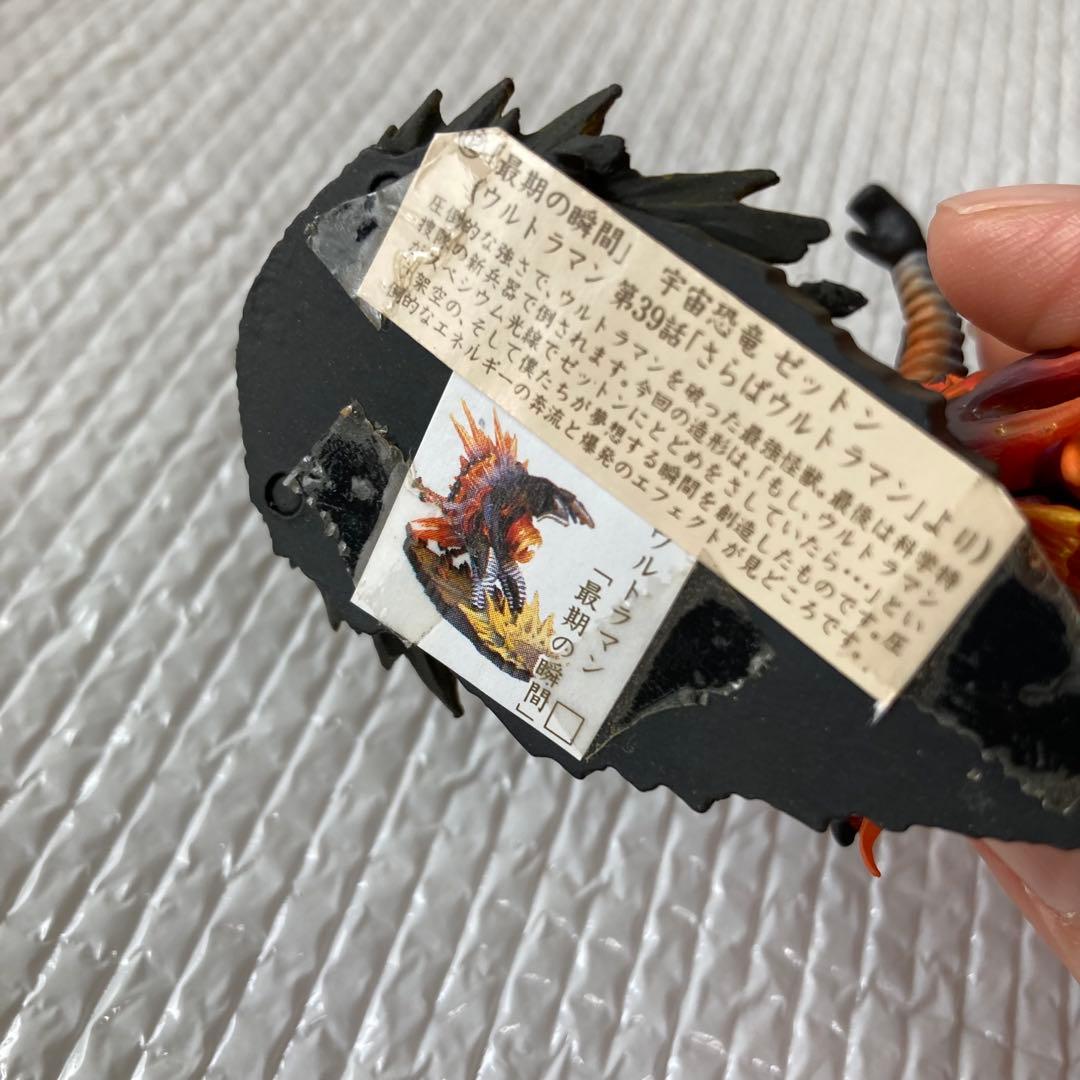 「最期の瞬間」 宇宙恐竜 ゼットン
(ウルトラマン 第39話「さらばウルトラマン」より)
圧倒的な強さで、ウルトラマンを破った最強怪獣。最後は科学特
捜隊の新兵器で倒されます。今回の造形は、「もし、ウルトラマン
がスペシウム光線でゼットンにとどめをさしていたら・・・」とい
架空の、そして僕たちが夢想する瞬間を創造したものです。圧
倒的なエネルギーの奔流と爆発のエフェクトが見どころです。
ウルトラマン
「最期の瞬間」□